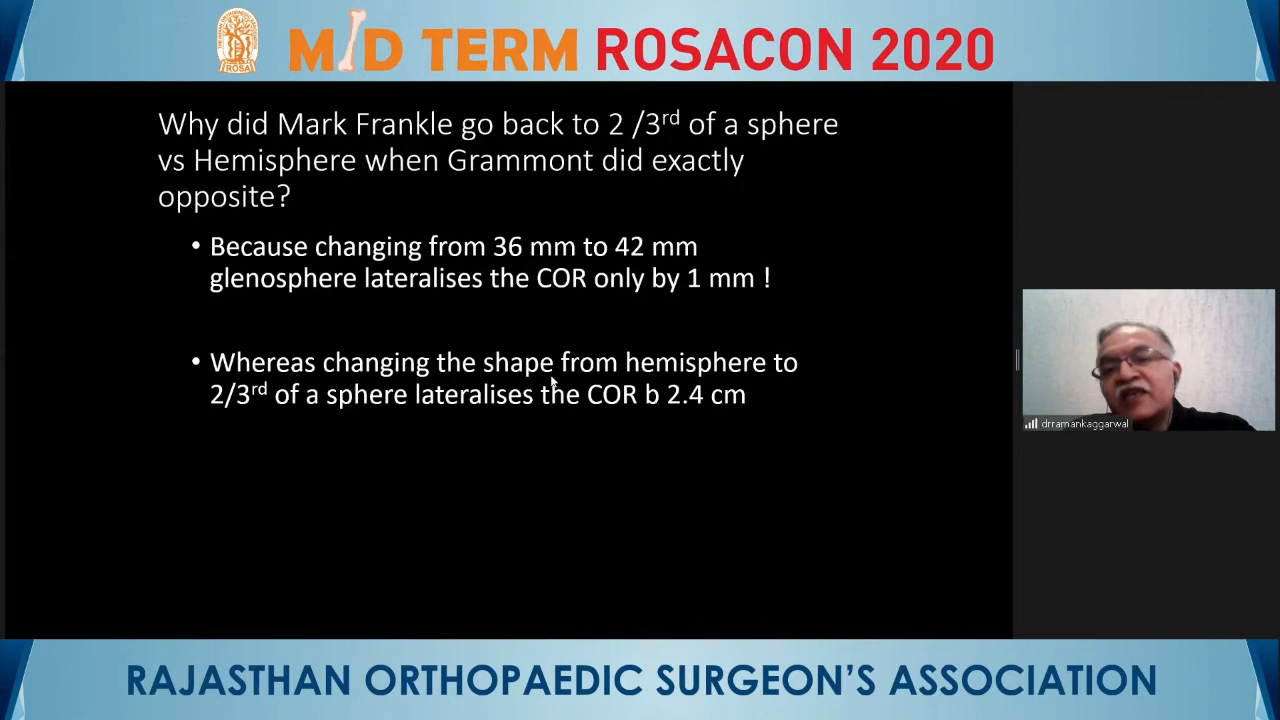 MID TERM ROSACON 2020
ROSA
Why did Mark Frankle go back to 2 /3rd of a sphere
vs Hemisphere when Grammont did exactly
opposite?
• Because changing from 36 mm to 42 mm
glenosphere lateralises the COR only by 1 mm !
• Whereas changing the shape from hemisphere to
2/3rd of a sphere lateralises the COR b 2.4 cm
drramankaggarwal
RAJASTHAN ORTHOPAEDIC SURGEON'S ASSOCIATION